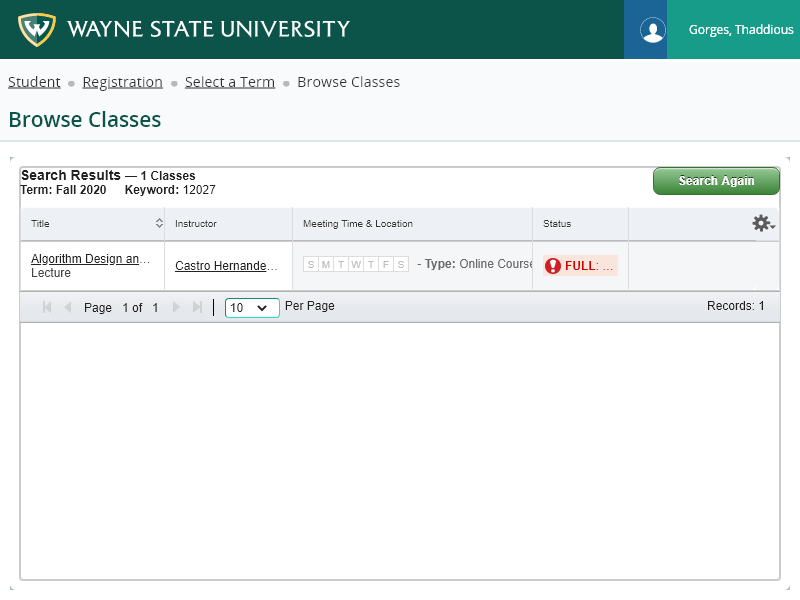 WAYNE STATE UNIVERSITY
Gorges, Thaddious
Student Registration Select a Term Browse Classes
Browse Classes
Search Results — 1 Classes
Term: Fall 2020 Keyword: 12027
Search Again
Title Instructor Meeting Time & Location Status
Algorithm Design an...
Lecture
Castro Hernande...
S M T W T F S - Type: Online Course
FULL: ...
Page 1 of 1 10 Per Page Records: 1